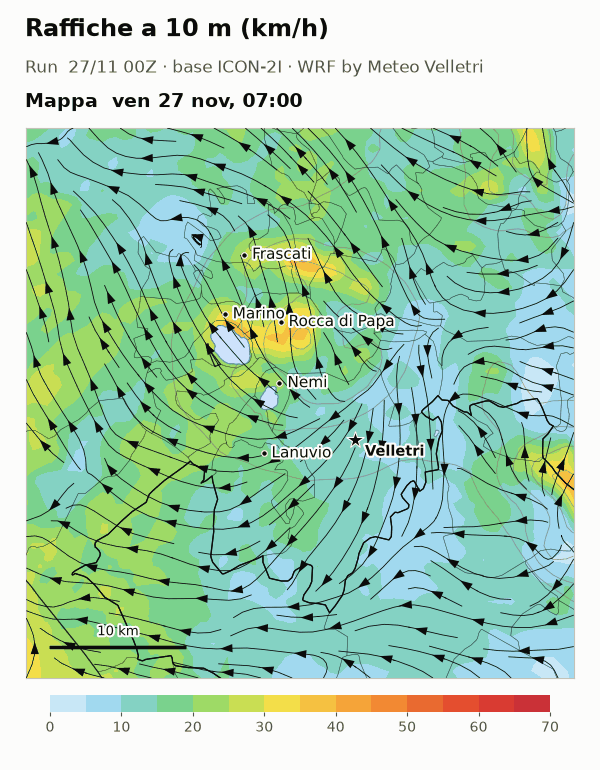 Raffiche a 10 m (km/h)
Run  27/11 00Z · base ICON-2I · WRF by Meteo Velletri
Mappa  ven 27 nov, 07:00
Frascati
Marino
Rocca di Papa
Nemi
Velletri
Lanuvio
10 km
0 10 20 30 40 50 60 70